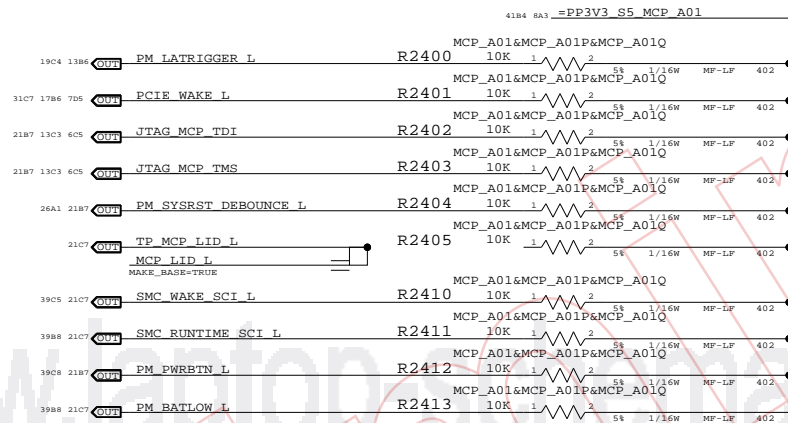 41B4 8A3 =PP3V3_S5_MCP_A01
MCP_A01&MCP_A01P&MCP_A01Q
19C4 13B6 OUT PM_LATRIGGER_L R2400 10K 1 2
5% 1/16W MF-LF 402
MCP_A01&MCP_A01P&MCP_A01Q
31C7 17B6 7D5 OUT PCIE_WAKE_L R2401 10K 1 2
5% 1/16W MF-LF 402
MCP_A01&MCP_A01P&MCP_A01Q
21B7 13C3 6C5 OUT JTAG_MCP_TDI R2402 10K 1 2
5% 1/16W MF-LF 402
MCP_A01&MCP_A01P&MCP_A01Q
21B7 13C3 6C5 OUT JTAG_MCP_TMS R2403 10K 1 2
5% 1/16W MF-LF 402
MCP_A01&MCP_A01P&MCP_A01Q
26A1 21B7 OUT PM_SYSRST_DEBOUNCE_L R2404 10K 1 2
5% 1/16W MF-LF 402
MCP_A01&MCP_A01P&MCP_A01Q
21C7 OUT TP_MCP_LID_L R2405 10K 1 2
5% 1/16W MF-LF 402
MCP_LID_L
MAKE_BASE=TRUE
MCP_A01&MCP_A01P&MCP_A01Q
39C5 21C7 OUT SMC_WAKE_SCI_L R2410 10K 1 2
5% 1/16W MF-LF 402
MCP_A01&MCP_A01P&MCP_A01Q
39B8 21C7 OUT SMC_RUNTIME_SCI_L R2411 10K 1 2
5% 1/16W MF-LF 402
MCP_A01&MCP_A01P&MCP_A01Q
39C8 21B7 OUT PM_PWRBTN_L R2412 10K 1 2
5% 1/16W MF-LF 402
MCP_A01&MCP_A01P&MCP_A01Q
39B8 21C7 OUT PM_BATLOW_L R2413 10K 1 2
5% 1/16W MF-LF 402
w.laptop-schema